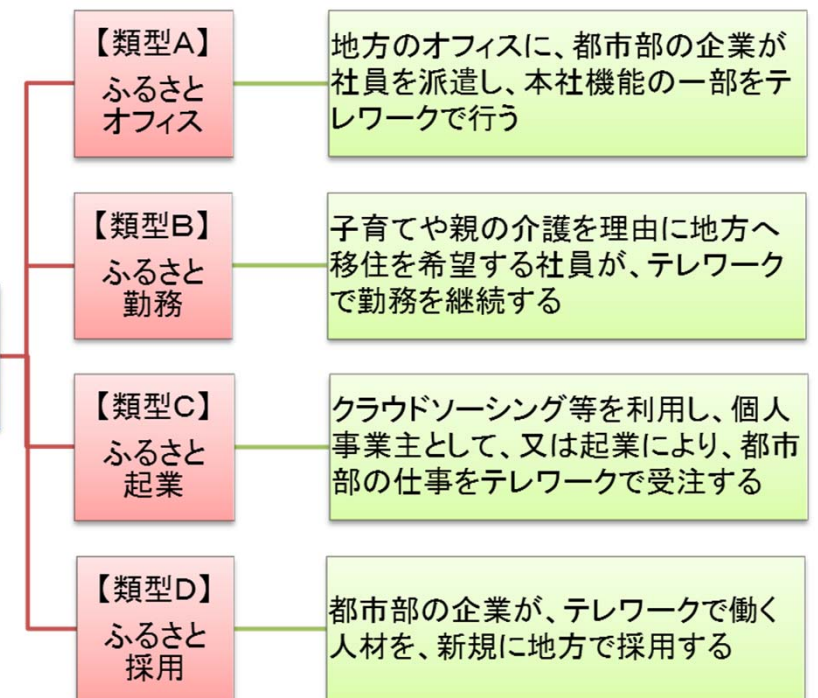 【類型A】
ふるさと
オフィス
地方のオフィスに、都市部の企業が
社員を派遣し、本社機能の一部をテ
レワークで行う
【類型B】
ふるさと
勤務
子育てや親の介護を理由に地方へ
移住を希望する社員が、テレワーク
で勤務を継続する
【類型C】
ふるさと
起業
クラウドソーシング等を利用し、個人
事業主として、又は起業により、都市
部の仕事をテレワークで受注する
【類型D】
ふるさと
採用
都市部の企業が、テレワークで働く
人材を、新規に地方で採用する